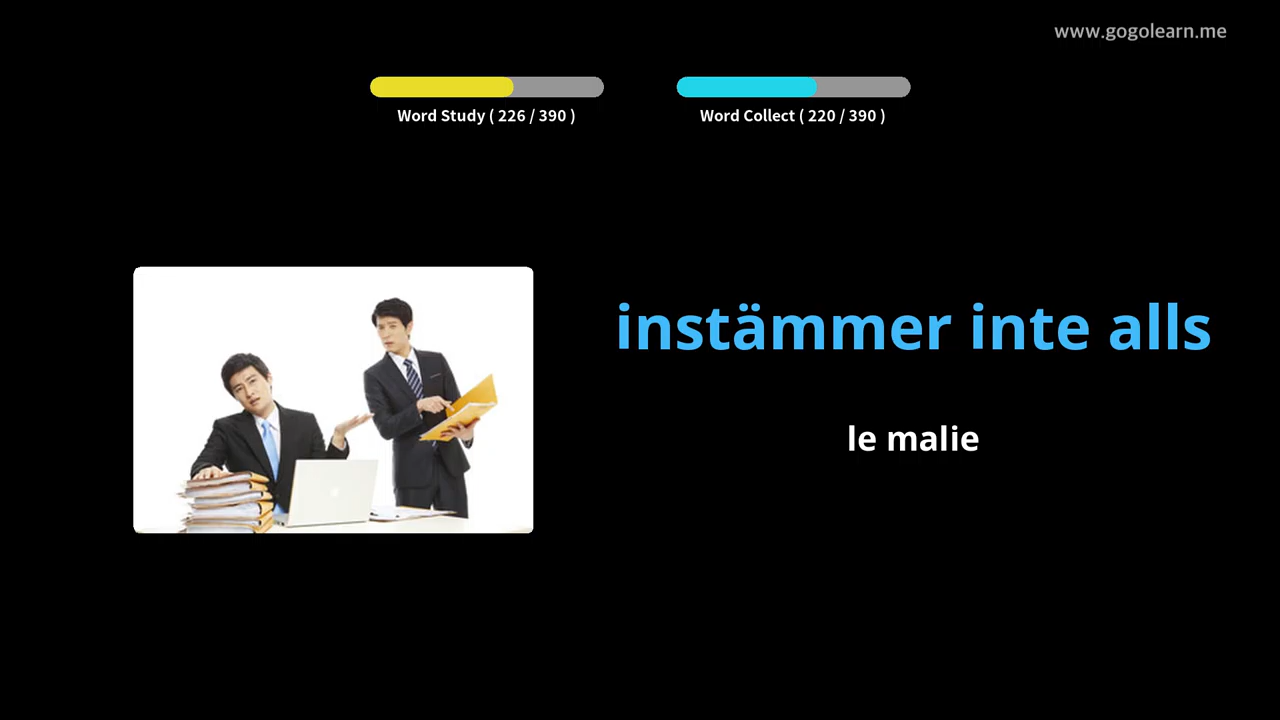 www.gogolearn.me
Word Study ( 226 / 390 )
Word Collect ( 220 / 390 )
instämmer inte alls
le malie